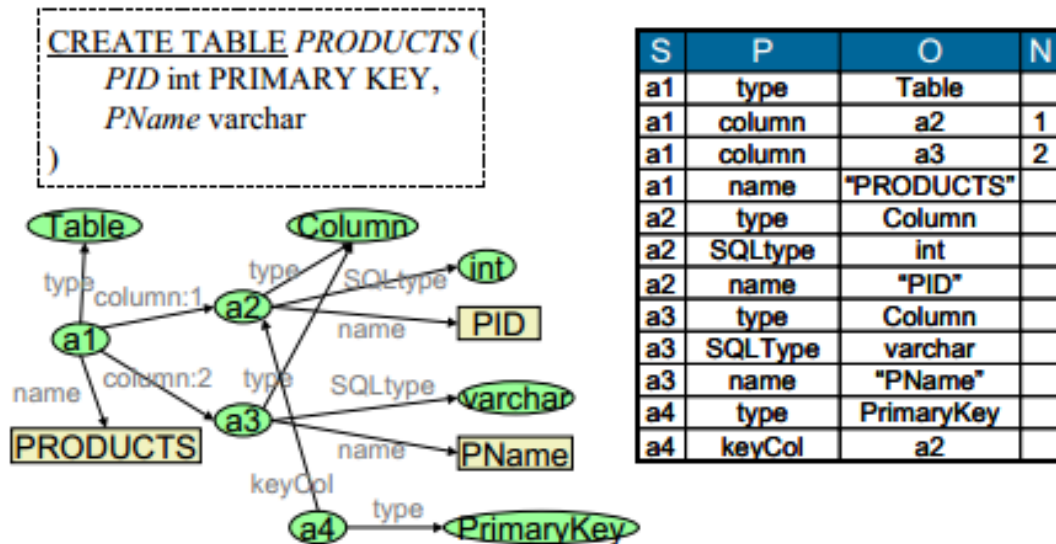 CREATE TABLE PRODUCTS (
PID int PRIMARY KEY,
PName varchar
)
S P O N
a1 type Table
a1 column a2 1
a1 column a3 2
a1 name "PRODUCTS"
a2 type Column
a2 SQLtype int
a2 name "PID"
a3 type Column
a3 SQLType varchar
a3 name "PName"
a4 type PrimaryKey
a4 keyCol a2
Table
Column
type
type
SQLtype
int
column:1
a2
a1
name
PID
column:2
type
SQLtype
varchar
name
a3
PRODUCTS
name
PName
keyCol
a4
type
PrimaryKey